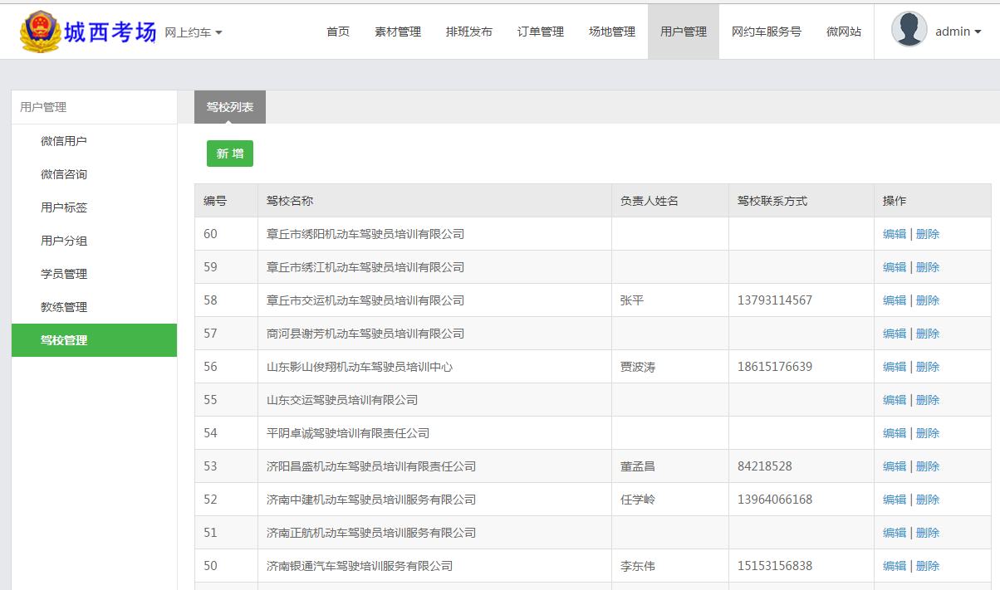 城西考场 网上约车 首页 素材管理 排班发布 订单管理 场地管理 用户管理 网约车服务号 微网站 admin
用户管理
微信用户
微信咨询
用户标签
用户分组
学员管理
教练管理
驾校管理
驾校列表
新 增
编号 驾校名称 负责人姓名 驾校联系方式 操作
60 章丘市绣阳机动车驾驶员培训有限公司 编辑 | 删除
59 章丘市绣江机动车驾驶员培训有限公司 编辑 | 删除
58 章丘市交运机动车驾驶员培训有限公司 张平 13793114567 编辑 | 删除
57 商河县谢芳机动车驾驶员培训有限公司 编辑 | 删除
56 山东影山俊翔机动车驾驶员培训中心 贾波涛 18615176639 编辑 | 删除
55 山东交运驾驶员培训有限公司 编辑 | 删除
54 平阴卓诚驾驶培训有限责任公司 编辑 | 删除
53 济阳昌盛机动车驾驶员培训有限责任公司 董孟昌 84218528 编辑 | 删除
52 济南中建机动车驾驶员培训服务有限公司 任学岭 13964066168 编辑 | 删除
51 济南正航机动车驾驶员培训服务有限公司 编辑 | 删除
50 济南银通汽车驾驶培训服务有限公司 李东伟 15153156838 编辑 | 删除